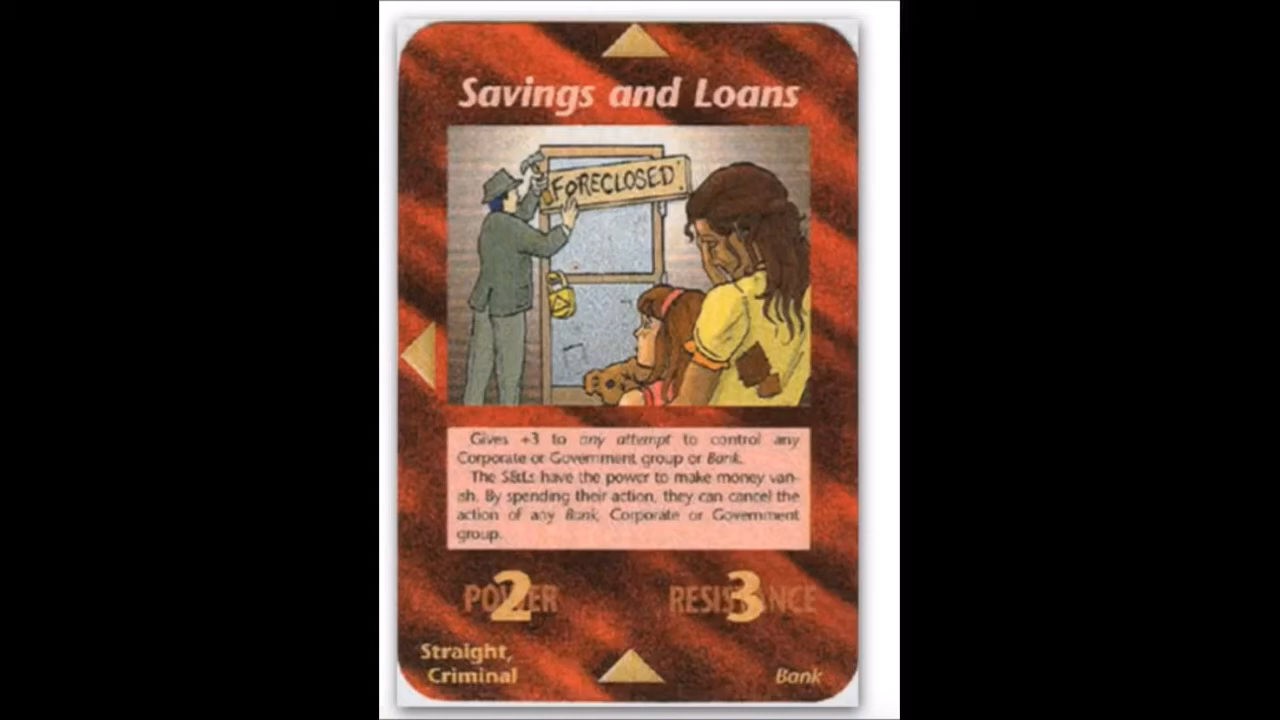 Savings and Loans
FORECLOSED
Gives +3 to any attempt to control any
Corporate or Government group or Bank.
The S&Ls have the power to make money van-
ish. By spending their action, they can cancel the
action of any Bank, Corporate or Government
group.
POWER 2
RESISTANCE 3
Straight,
Criminal
Bank